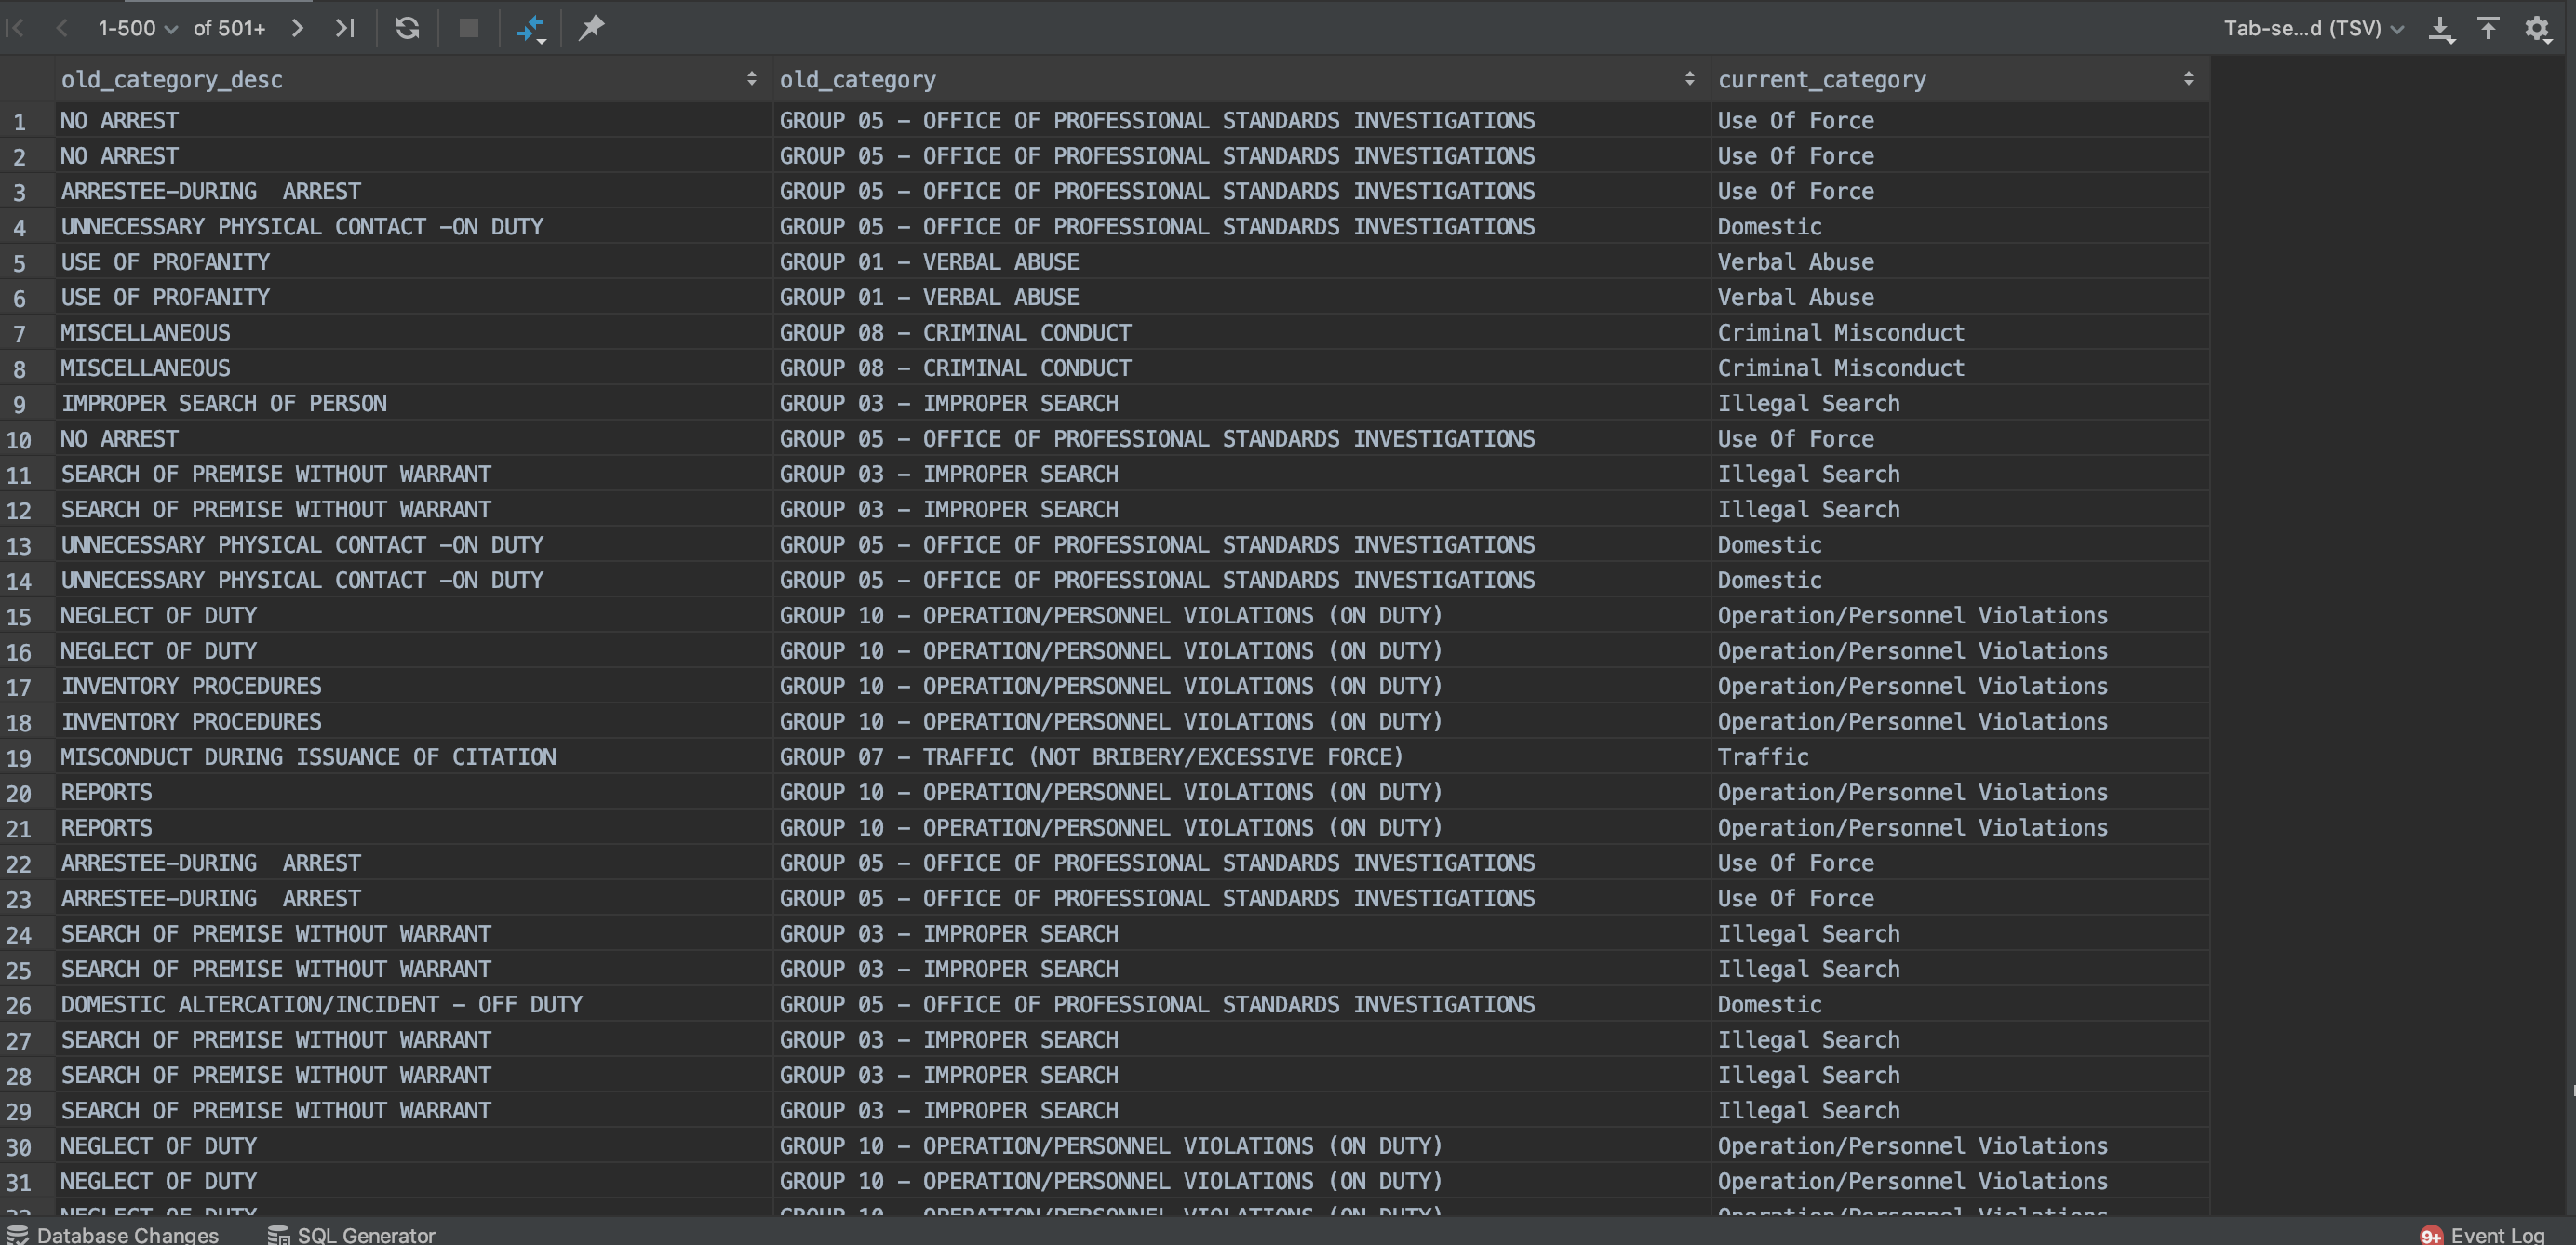 1-500 of 501+ Tab-se...d (TSV)
old_category_desc old_category current_category
1 NO ARREST GROUP 05 – OFFICE OF PROFESSIONAL STANDARDS INVESTIGATIONS Use Of Force
2 NO ARREST GROUP 05 – OFFICE OF PROFESSIONAL STANDARDS INVESTIGATIONS Use Of Force
3 ARRESTEE–DURING  ARREST GROUP 05 – OFFICE OF PROFESSIONAL STANDARDS INVESTIGATIONS Use Of Force
4 UNNECESSARY PHYSICAL CONTACT –ON DUTY GROUP 05 – OFFICE OF PROFESSIONAL STANDARDS INVESTIGATIONS Domestic
5 USE OF PROFANITY GROUP 01 – VERBAL ABUSE Verbal Abuse
6 USE OF PROFANITY GROUP 01 – VERBAL ABUSE Verbal Abuse
7 MISCELLANEOUS GROUP 08 – CRIMINAL CONDUCT Criminal Misconduct
8 MISCELLANEOUS GROUP 08 – CRIMINAL CONDUCT Criminal Misconduct
9 IMPROPER SEARCH OF PERSON GROUP 03 – IMPROPER SEARCH Illegal Search
10 NO ARREST GROUP 05 – OFFICE OF PROFESSIONAL STANDARDS INVESTIGATIONS Use Of Force
11 SEARCH OF PREMISE WITHOUT WARRANT GROUP 03 – IMPROPER SEARCH Illegal Search
12 SEARCH OF PREMISE WITHOUT WARRANT GROUP 03 – IMPROPER SEARCH Illegal Search
13 UNNECESSARY PHYSICAL CONTACT –ON DUTY GROUP 05 – OFFICE OF PROFESSIONAL STANDARDS INVESTIGATIONS Domestic
14 UNNECESSARY PHYSICAL CONTACT –ON DUTY GROUP 05 – OFFICE OF PROFESSIONAL STANDARDS INVESTIGATIONS Domestic
15 NEGLECT OF DUTY GROUP 10 – OPERATION/PERSONNEL VIOLATIONS (ON DUTY) Operation/Personnel Violations
16 NEGLECT OF DUTY GROUP 10 – OPERATION/PERSONNEL VIOLATIONS (ON DUTY) Operation/Personnel Violations
17 INVENTORY PROCEDURES GROUP 10 – OPERATION/PERSONNEL VIOLATIONS (ON DUTY) Operation/Personnel Violations
18 INVENTORY PROCEDURES GROUP 10 – OPERATION/PERSONNEL VIOLATIONS (ON DUTY) Operation/Personnel Violations
19 MISCONDUCT DURING ISSUANCE OF CITATION GROUP 07 – TRAFFIC (NOT BRIBERY/EXCESSIVE FORCE) Traffic
20 REPORTS GROUP 10 – OPERATION/PERSONNEL VIOLATIONS (ON DUTY) Operation/Personnel Violations
21 REPORTS GROUP 10 – OPERATION/PERSONNEL VIOLATIONS (ON DUTY) Operation/Personnel Violations
22 ARRESTEE–DURING  ARREST GROUP 05 – OFFICE OF PROFESSIONAL STANDARDS INVESTIGATIONS Use Of Force
23 ARRESTEE–DURING  ARREST GROUP 05 – OFFICE OF PROFESSIONAL STANDARDS INVESTIGATIONS Use Of Force
24 SEARCH OF PREMISE WITHOUT WARRANT GROUP 03 – IMPROPER SEARCH Illegal Search
25 SEARCH OF PREMISE WITHOUT WARRANT GROUP 03 – IMPROPER SEARCH Illegal Search
26 DOMESTIC ALTERCATION/INCIDENT – OFF DUTY GROUP 05 – OFFICE OF PROFESSIONAL STANDARDS INVESTIGATIONS Domestic
27 SEARCH OF PREMISE WITHOUT WARRANT GROUP 03 – IMPROPER SEARCH Illegal Search
28 SEARCH OF PREMISE WITHOUT WARRANT GROUP 03 – IMPROPER SEARCH Illegal Search
29 SEARCH OF PREMISE WITHOUT WARRANT GROUP 03 – IMPROPER SEARCH Illegal Search
30 NEGLECT OF DUTY GROUP 10 – OPERATION/PERSONNEL VIOLATIONS (ON DUTY) Operation/Personnel Violations
31 NEGLECT OF DUTY GROUP 10 – OPERATION/PERSONNEL VIOLATIONS (ON DUTY) Operation/Personnel Violations
32 NEGLECT OF DUTY GROUP 10 – OPERATION/PERSONNEL VIOLATIONS (ON DUTY) Operation/Personnel Violations
Database Changes SQL Generator 9+ Event Log